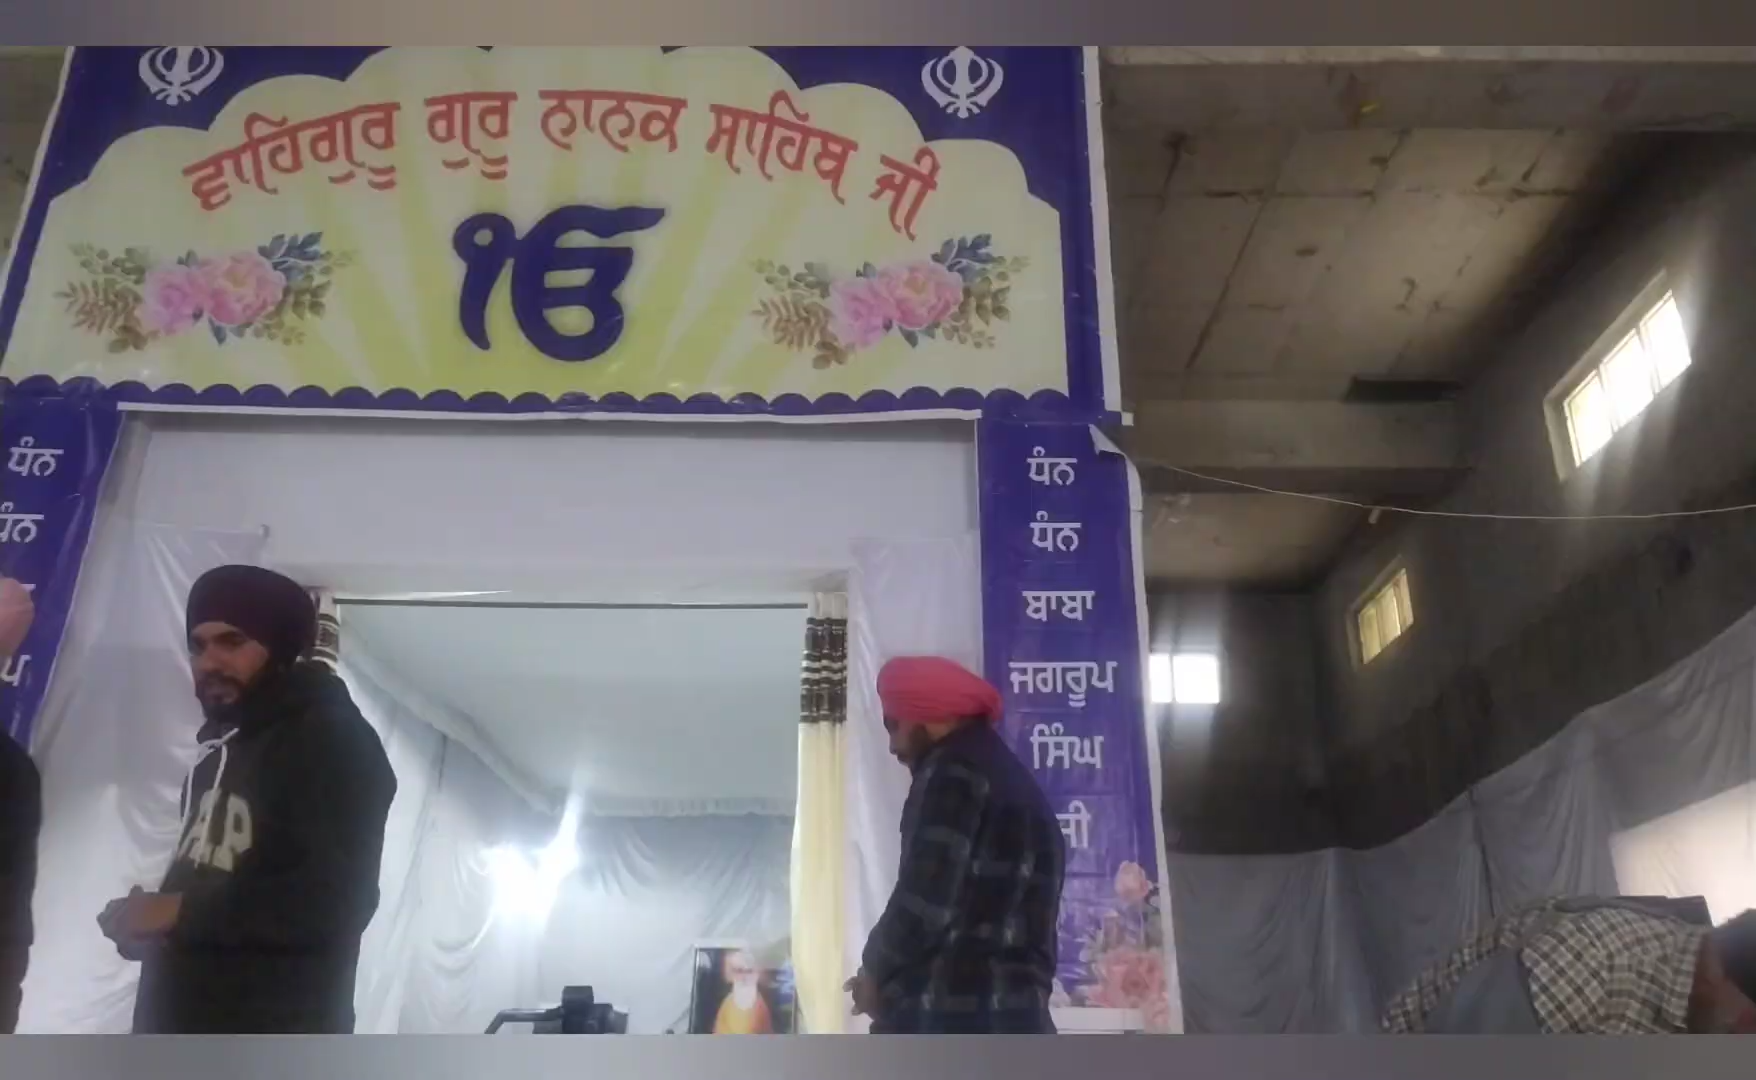 ਵਾਹਿਗੁਰੂ ਗੁਰੂ ਨਾਨਕ ਸਾਹਿਬ ਜੀ
ੴ
ਧੰਨ
ਧੰਨ
ਧੰਨ
ਧੰਨ
ਬਾਬਾ
ਜਗਰੂਪ
ਸਿੰਘ
ਜੀ